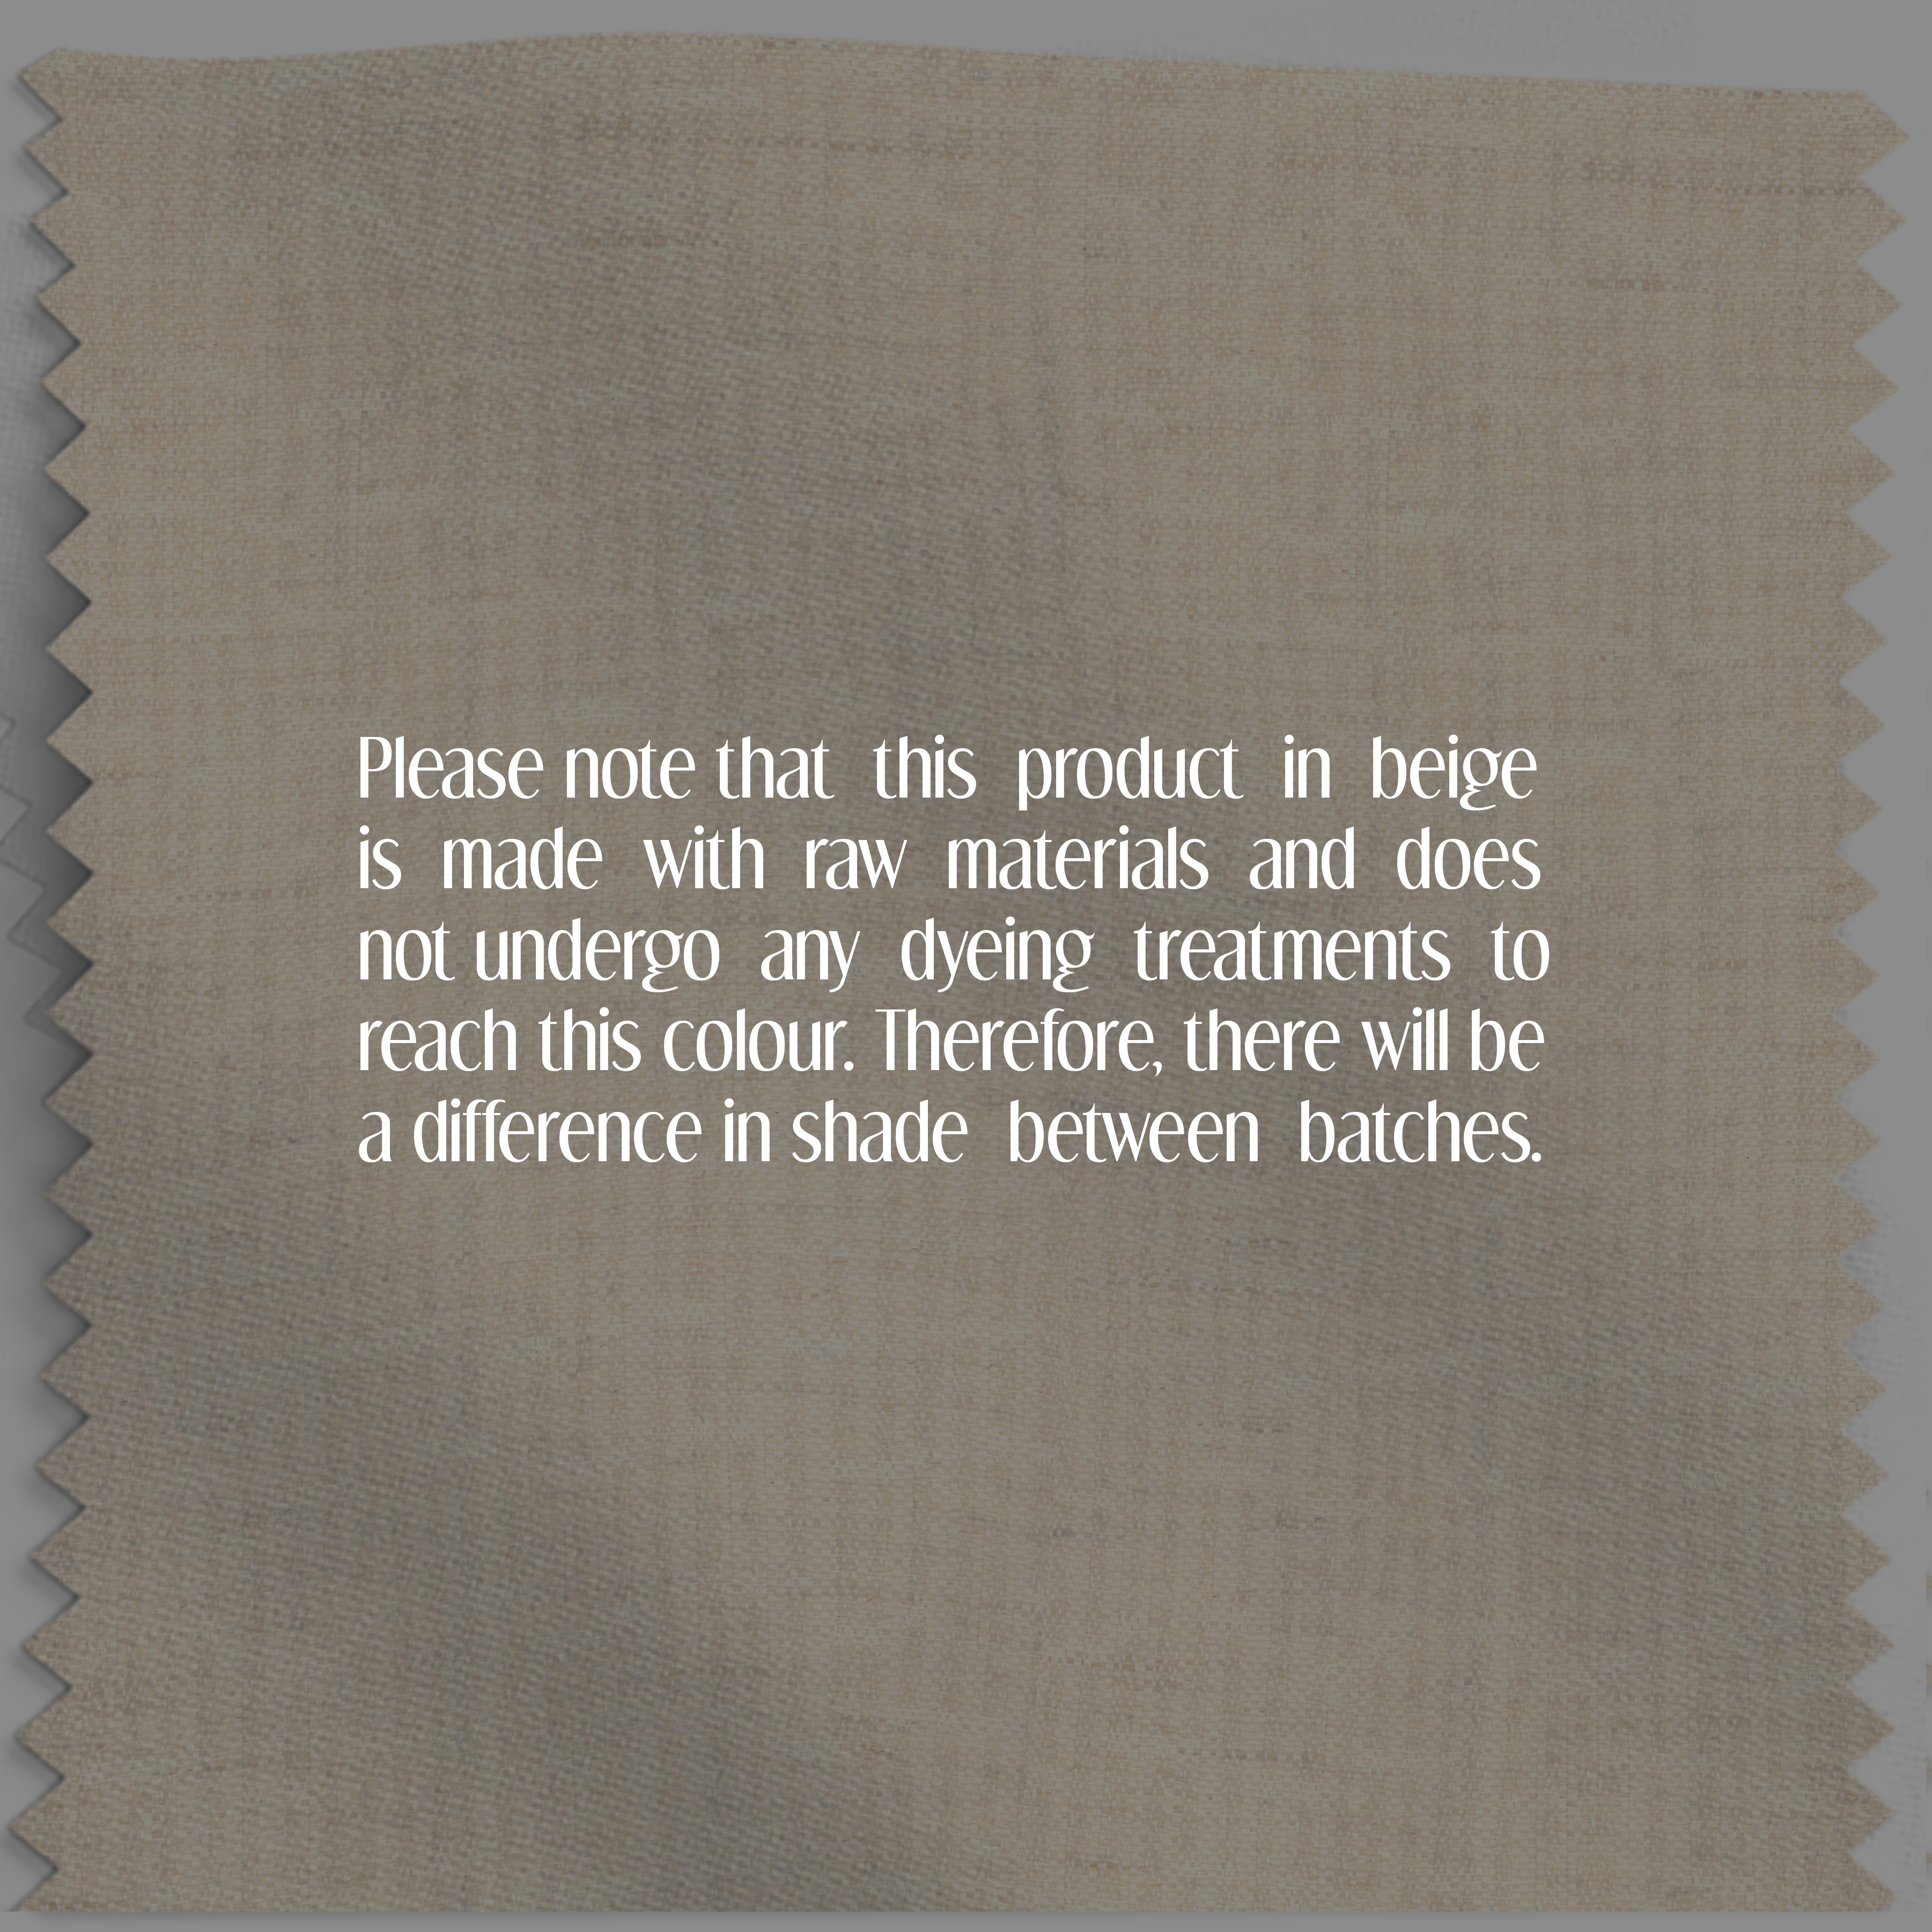 Please note that this product in beige
is made with raw materials and does
not undergo any dyeing treatments to
reach this colour. Therefore, there will be
a difference in shade between batches.